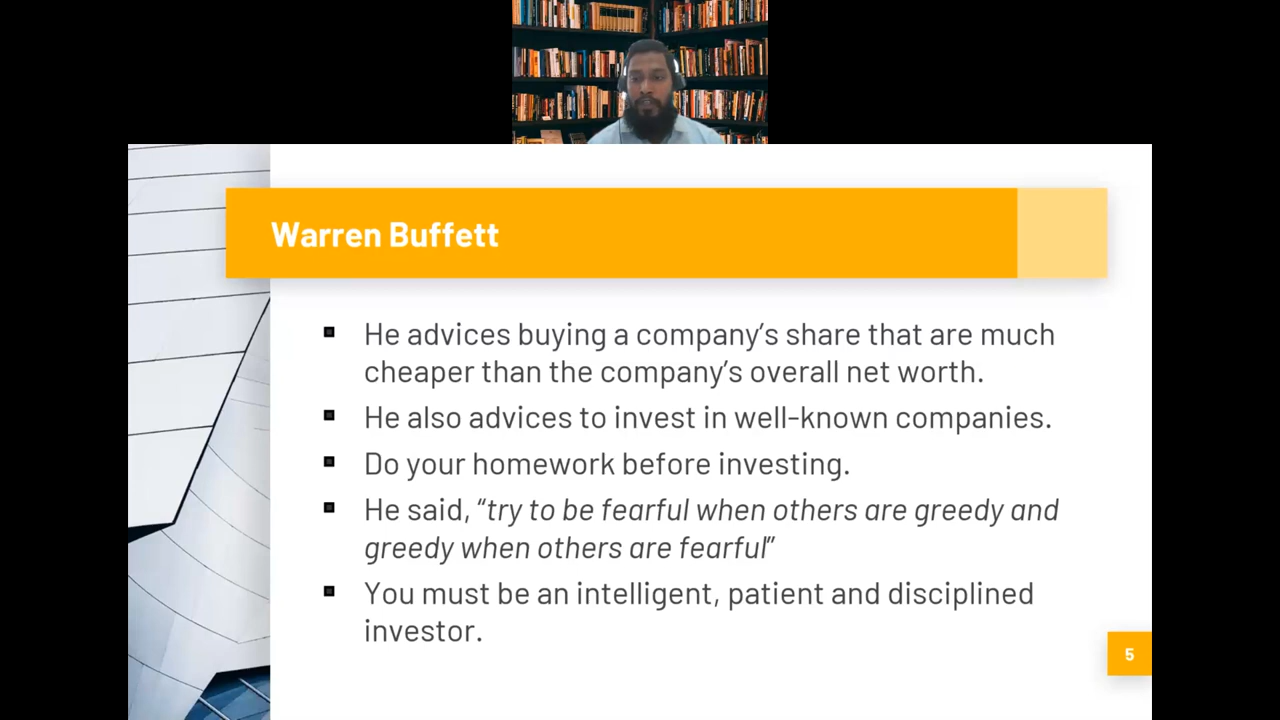 Warren Buffett
He advices buying a company's share that are much
cheaper than the company's overall net worth.
He also advices to invest in well-known companies.
Do your homework before investing.
He said, “try to be fearful when others are greedy and
greedy when others are fearful”
You must be an intelligent, patient and disciplined
investor.
5